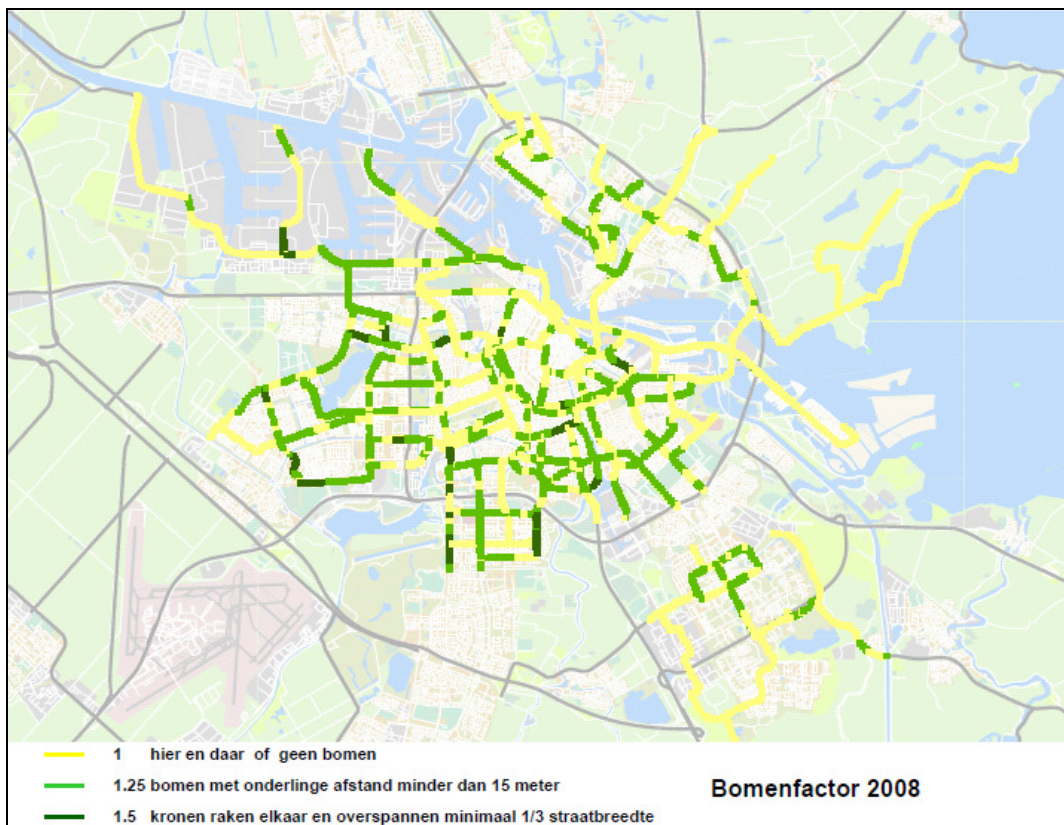 1 hier en daar of geen bomen
1.25 bomen met onderlinge afstand minder dan 15 meter
1.5 kronen raken elkaar en overspannen minimaal 1/3 straatbreedte
Bomenfactor 2008